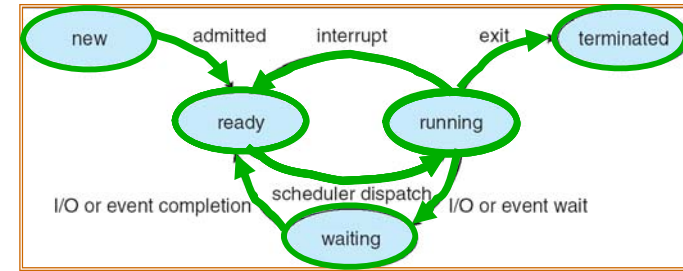 new
admitted
interrupt
exit
terminated
ready
running
I/O or event completion
scheduler dispatch
I/O or event wait
waiting